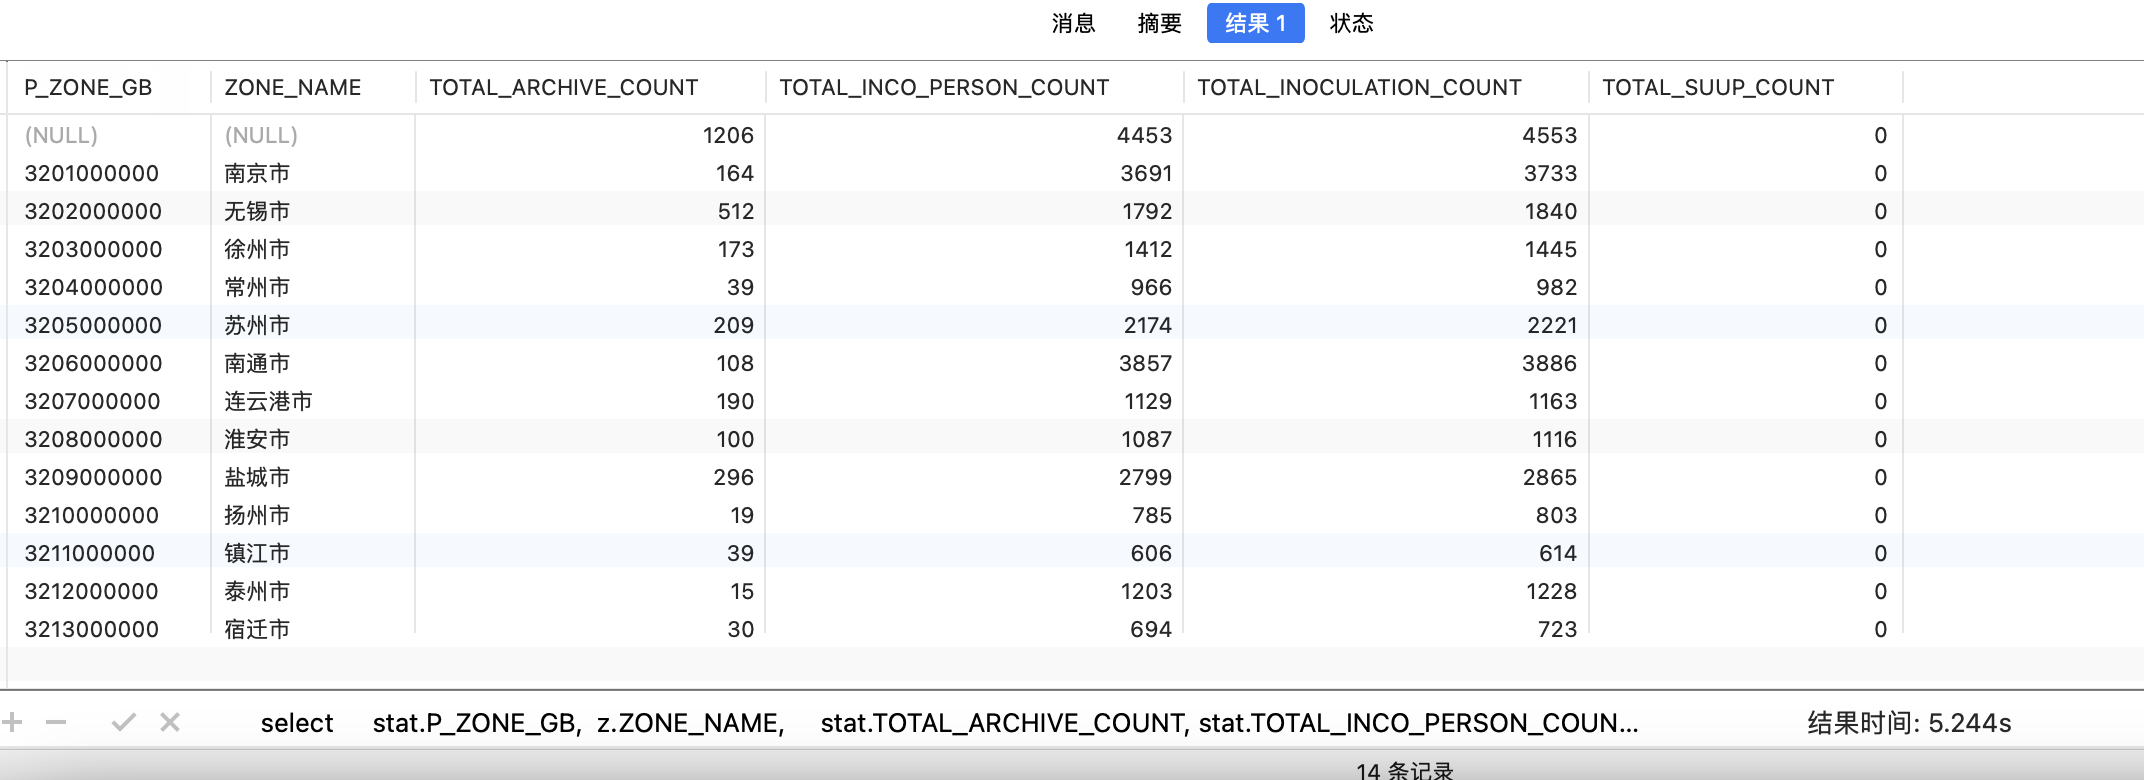 消息 摘要 结果 1 状态
P_ZONE_GB ZONE_NAME TOTAL_ARCHIVE_COUNT TOTAL_INCO_PERSON_COUNT TOTAL_INOCULATION_COUNT TOTAL_SUUP_COUNT
(NULL) (NULL) 1206 4453 4553 0
3201000000 南京市 164 3691 3733 0
3202000000 无锡市 512 1792 1840 0
3203000000 徐州市 173 1412 1445 0
3204000000 常州市 39 966 982 0
3205000000 苏州市 209 2174 2221 0
3206000000 南通市 108 3857 3886 0
3207000000 连云港市 190 1129 1163 0
3208000000 淮安市 100 1087 1116 0
3209000000 盐城市 296 2799 2865 0
3210000000 扬州市 19 785 803 0
3211000000 镇江市 39 606 614 0
3212000000 泰州市 15 1203 1228 0
3213000000 宿迁市 30 694 723 0
select stat.P_ZONE_GB, z.ZONE_NAME, stat.TOTAL_ARCHIVE_COUNT, stat.TOTAL_INCO_PERSON_COUN... 结果时间: 5.244s
14 条记录